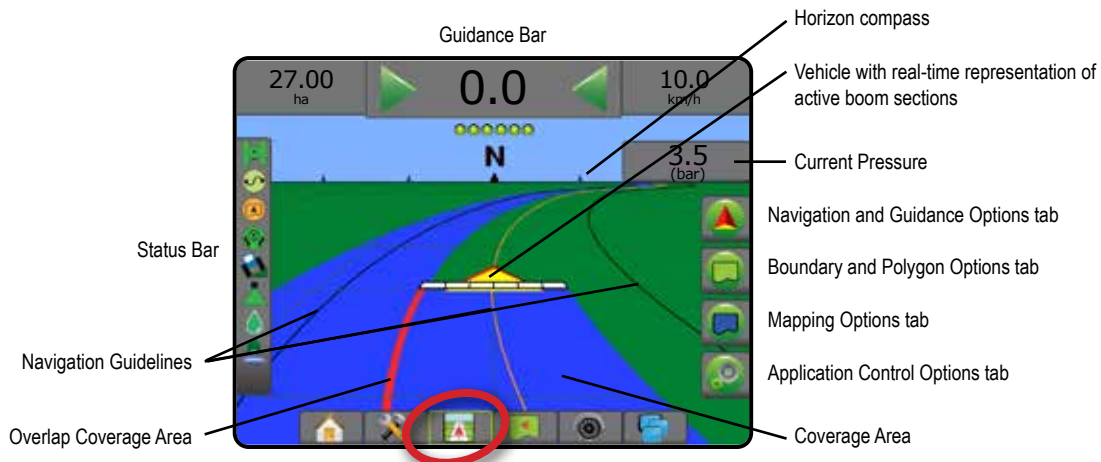 Horizon compass
Guidance Bar
27.00
ha
0.0
10.0
km/h
Vehicle with real-time representation of
active boom sections
N
3.5
(bar)
Current Pressure
Navigation and Guidance Options tab
Status Bar
Boundary and Polygon Options tab
Mapping Options tab
Navigation Guidelines
Application Control Options tab
Overlap Coverage Area
Coverage Area